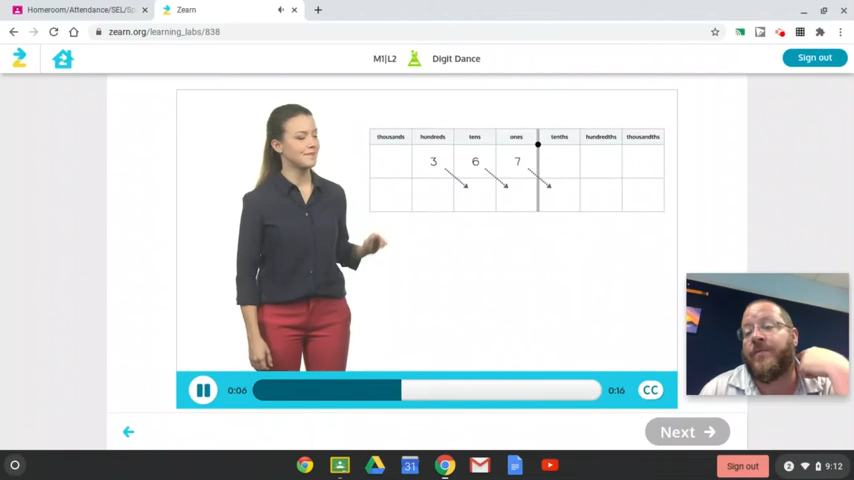 Homeroom/Attendance/SEL/Sp
Zearn
zearn.org/learning_labs/838
M1|L2 Digit Dance
Sign out
thousands hundreds tens ones tenths hundredths thousandths
3 6 7
0:06 0:16 CC
Next
31
Sign out
2 9:12